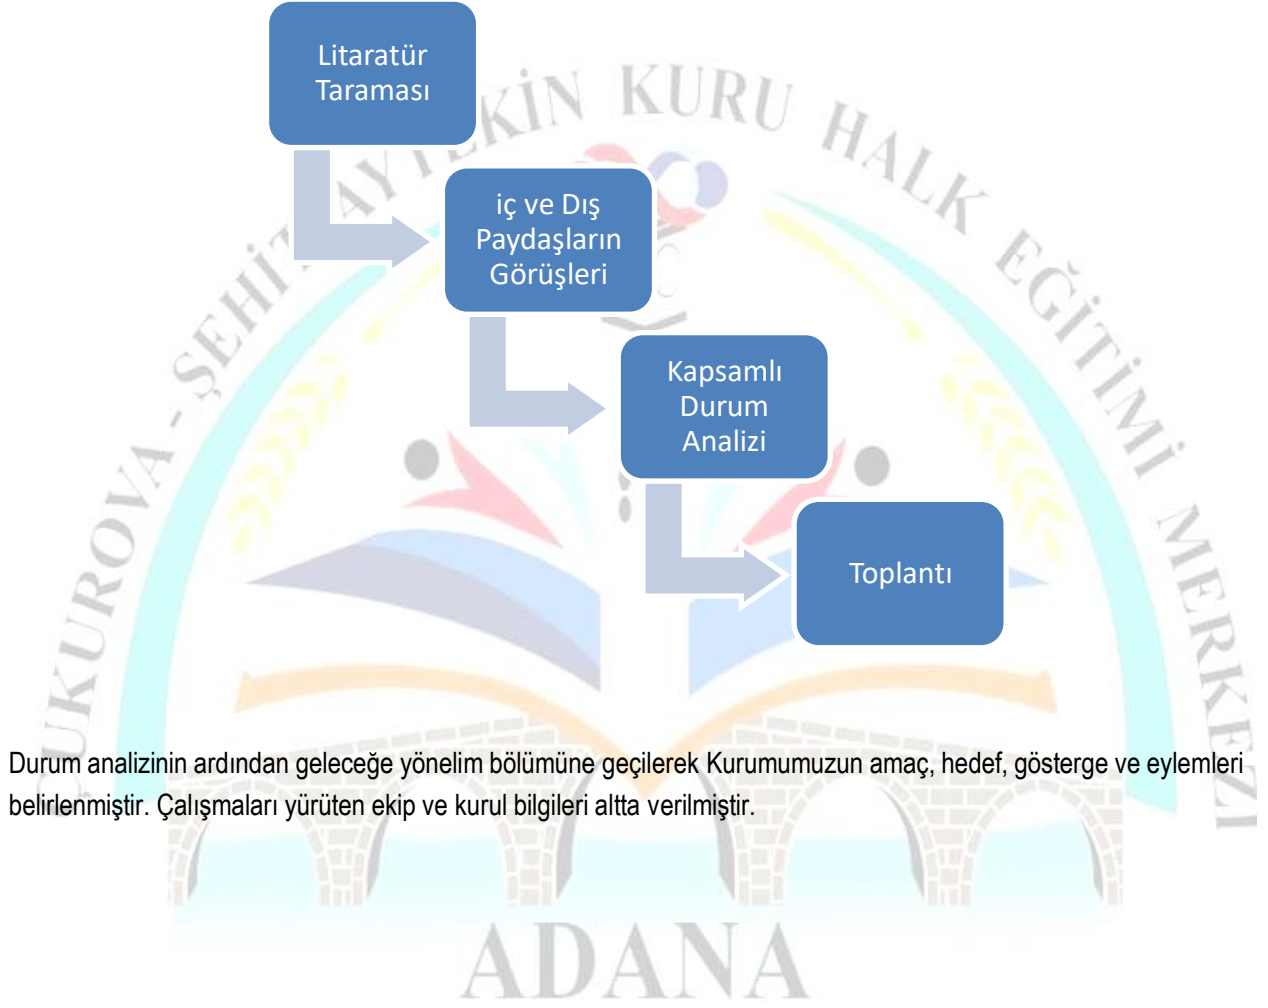 Litaratür
Taraması
iç ve Dış
Paydaşların
Görüşleri
Kapsamlı
Durum
Analizi
Toplantı
Durum analizinin ardından geleceğe yönelim bölümüne geçilerek Kurumumuzun amaç, hedef, gösterge ve eylemleri
belirlenmiştir. Çalışmaları yürüten ekip ve kurul bilgileri altta verilmiştir.
ÇUKUROVA - ŞEHİT AYTEKİN KURU HALK EĞİTİMİ MERKEZİ
ADANA